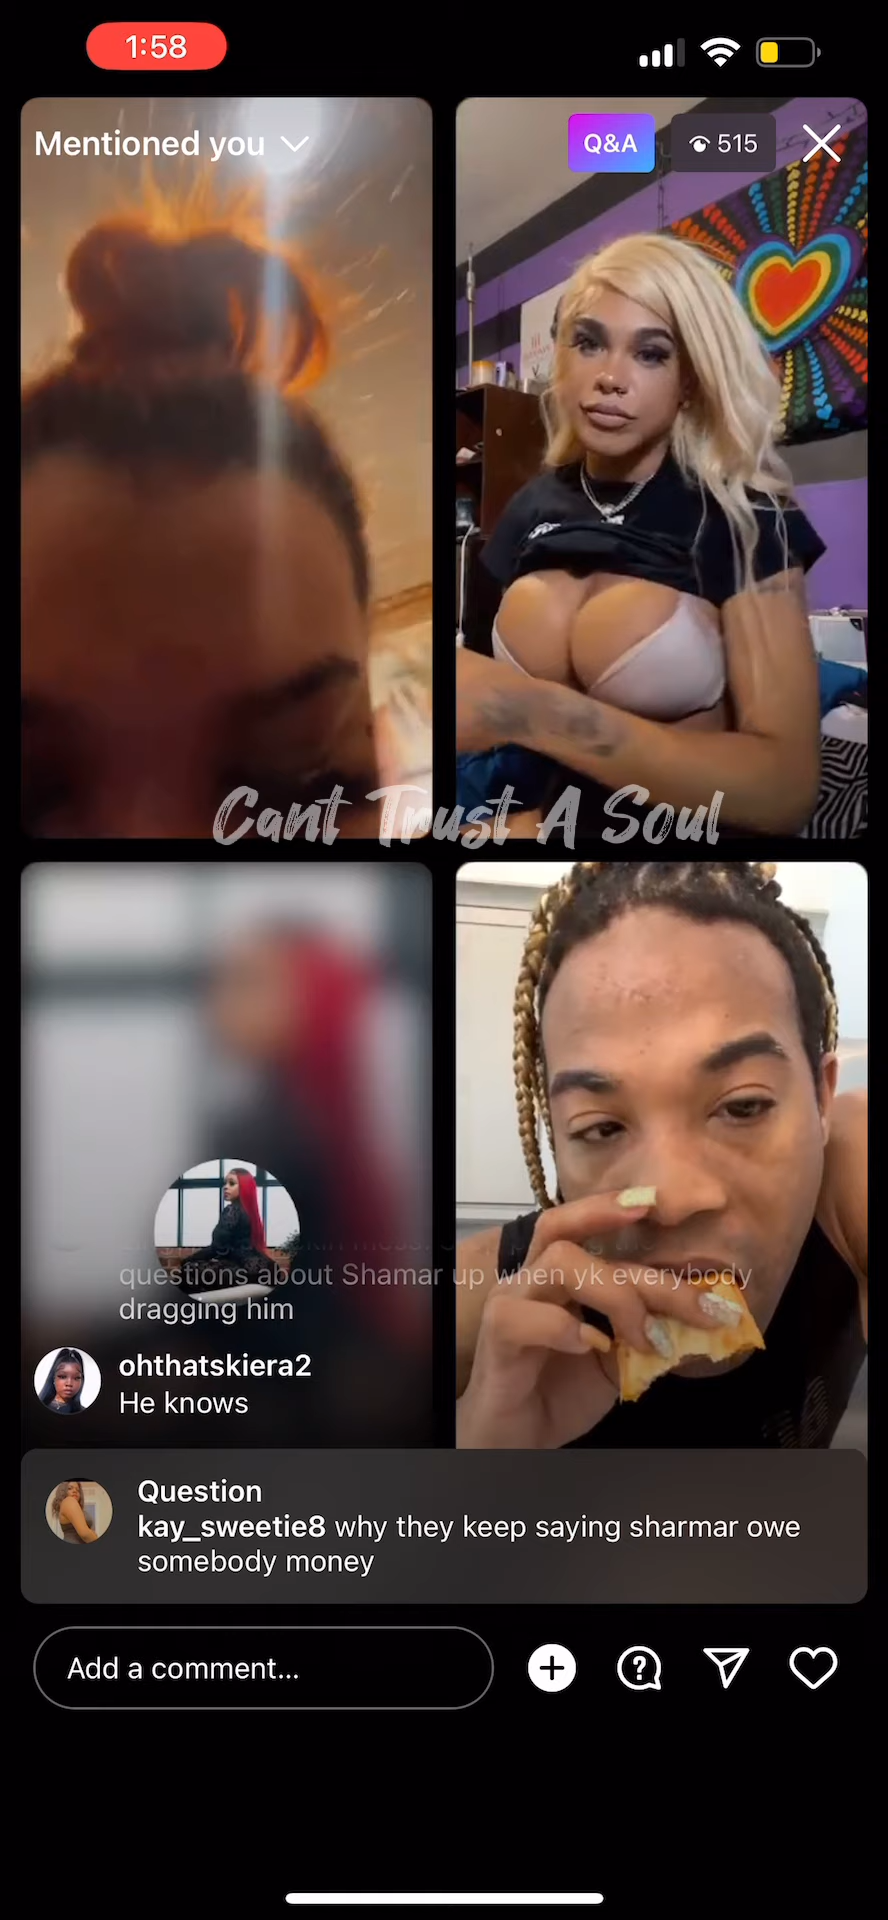 1:58
Mentioned you
Q&A
515
Cant Trust A Soul
questions about Shamar up when yk everybody
dragging him
ohthatskiera2
He knows
Question
kay_sweetie8 why they keep saying sharmar owe
somebody money
Add a comment...